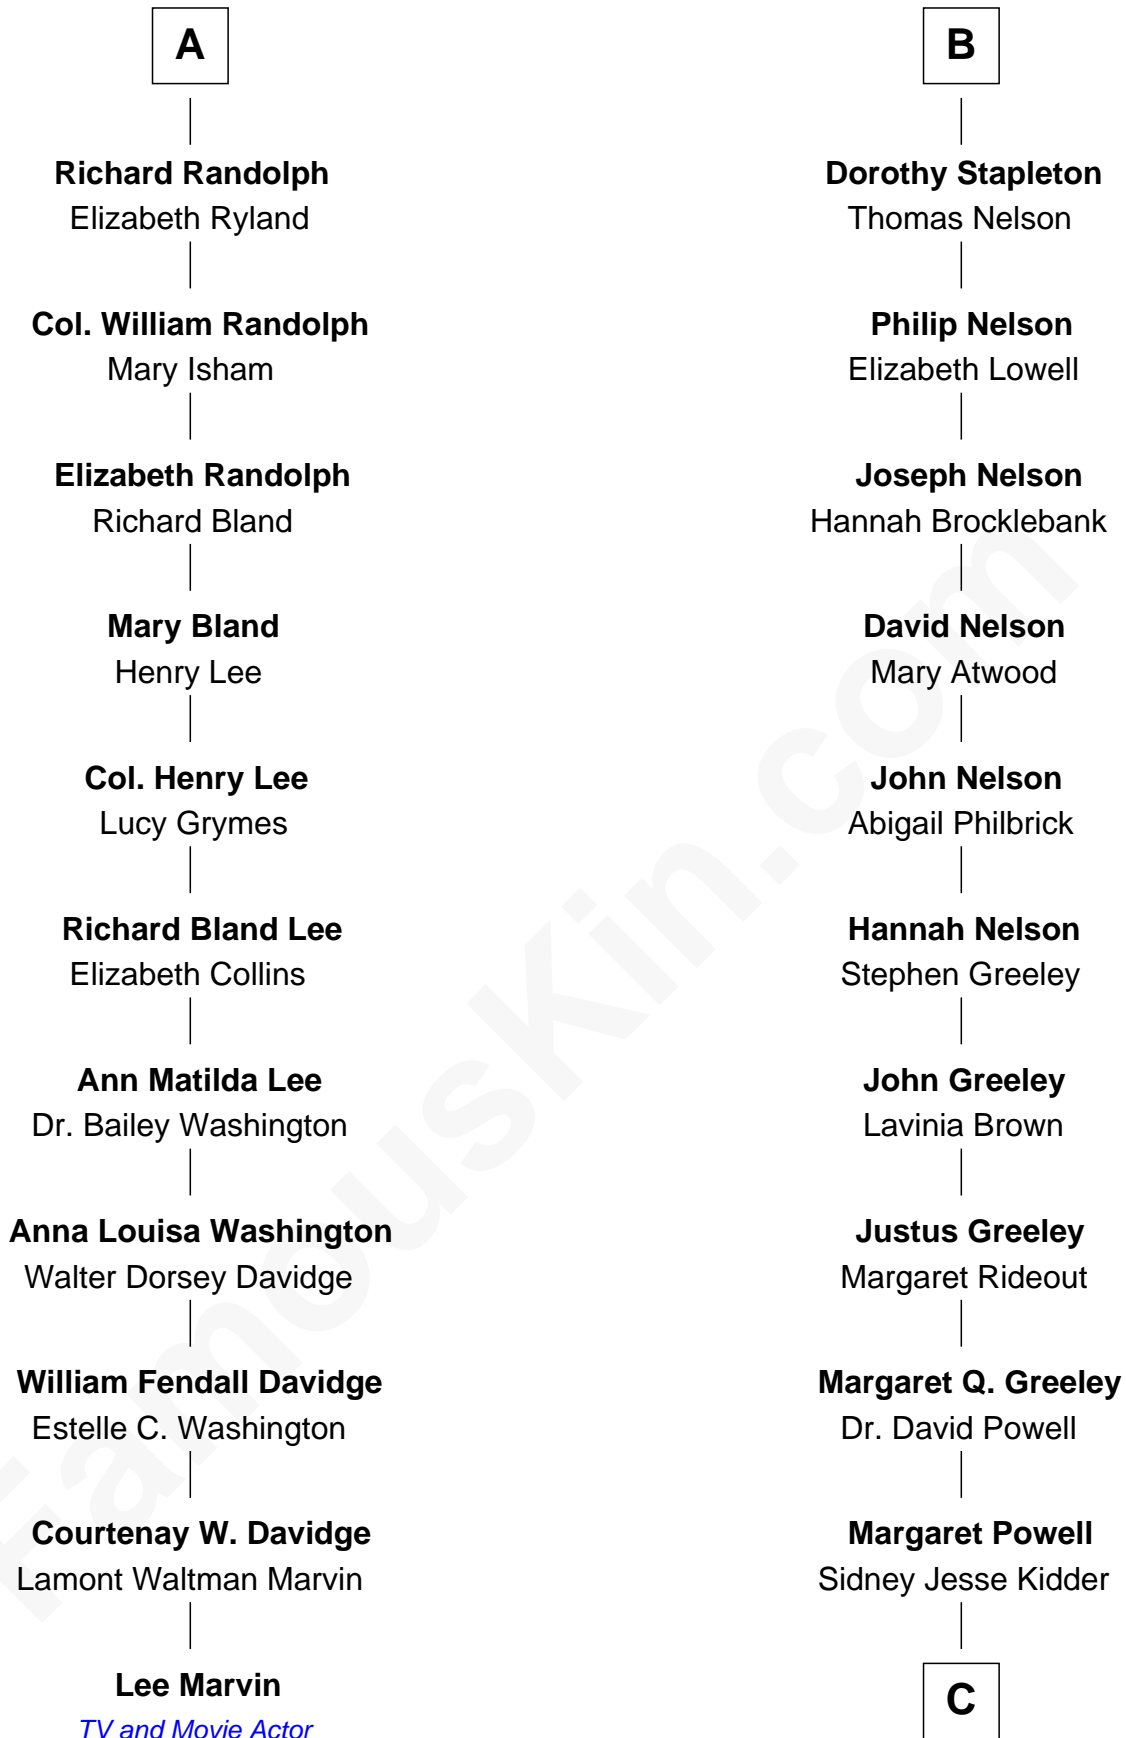 A
Richard Randolph
Elizabeth Ryland
Col. William Randolph
Mary Isham
Elizabeth Randolph
Richard Bland
Mary Bland
Henry Lee
Col. Henry Lee
Lucy Grymes
Richard Bland Lee
Elizabeth Collins
Ann Matilda Lee
Dr. Bailey Washington
Anna Louisa Washington
Walter Dorsey Davidge
William Fendall Davidge
Estelle C. Washington
Courtenay W. Davidge
Lamont Waltman Marvin
Lee Marvin
TV and Movie Actor
B
Dorothy Stapleton
Thomas Nelson
Philip Nelson
Elizabeth Lowell
Joseph Nelson
Hannah Brocklebank
David Nelson
Mary Atwood
John Nelson
Abigail Philbrick
Hannah Nelson
Stephen Greeley
John Greeley
Lavinia Brown
Justus Greeley
Margaret Rideout
Margaret Q. Greeley
Dr. David Powell
Margaret Powell
Sidney Jesse Kidder
C
FamousKin.com